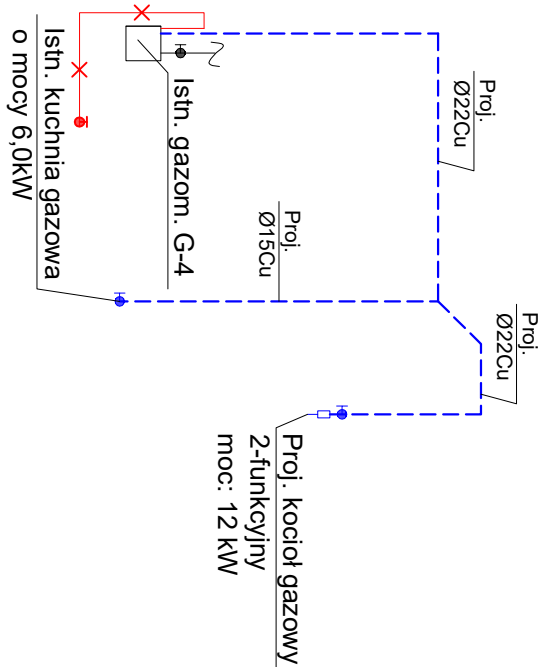 Proj.
Ø22Cu
Proj.
Ø22Cu
Proj.
Ø15Cu
Istn. gazom. G-4
Istn. kuchnia gazowa
o mocy 6,0kW
Proj. kocioł gazowy
2-funkcyjny
moc: 12 kW